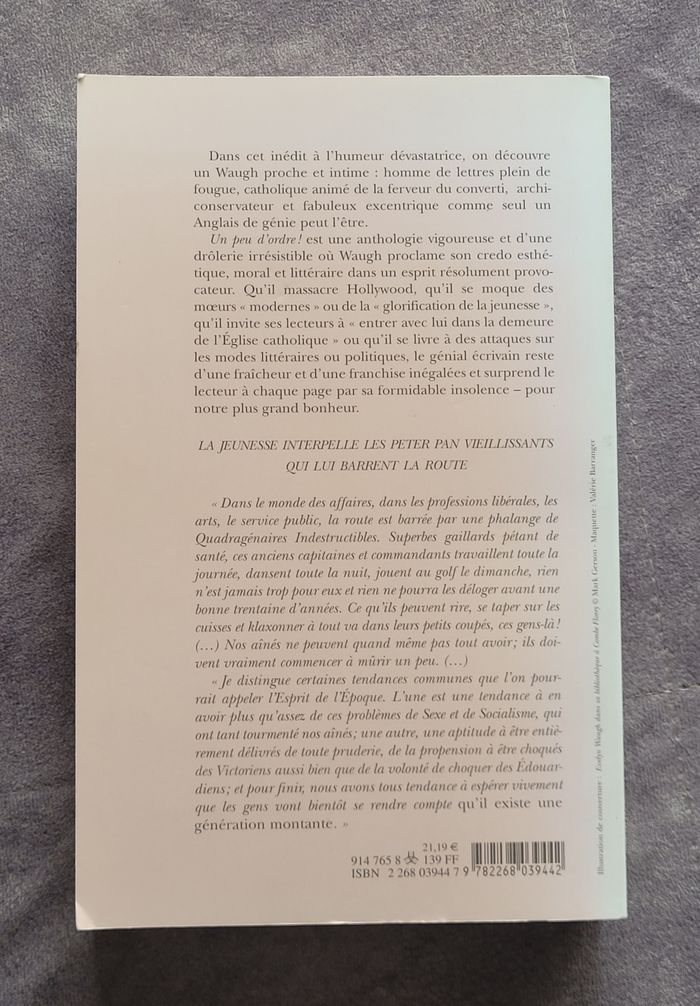 Dans cet inédit à l'humeur dévastatrice, on découvre
un Waugh proche et intime : homme de lettres plein de
fougue, catholique animé de la ferveur du converti, archi-
conservateur et fabuleux excentrique comme seul un
Anglais de génie peut l'être.
Un peu d'ordre ! est une anthologie vigoureuse et d'une
drôlerie irrésistible où Waugh proclame son credo esthé-
tique, moral et littéraire dans un esprit résolument provo-
cateur. Qu'il massacre Hollywood, qu'il se moque des
mœurs « modernes » ou de la « glorification de la jeunesse »,
qu'il invite ses lecteurs à « entrer avec lui dans la demeure
de l'Église catholique » ou qu'il se livre à des attaques sur
les modes littéraires ou politiques, le génial écrivain reste
d'une fraîcheur et d'une franchise inégalées et surprend le
lecteur à chaque page par sa formidable insolence – pour
notre plus grand bonheur.
LA JEUNESSE INTERPELLE LES PETER PAN VIEILLISSANTS
QUI LUI BARRENT LA ROUTE
« Dans le monde des affaires, dans les professions libérales, les
arts, le service public, la route est barrée par une phalange de
Quadragénaires Indestructibles. Superbes gaillards pétant de
santé, ces anciens capitaines et commandants travaillent toute la
journée, dansent toute la nuit, jouent au golf le dimanche, rien
n'est jamais trop pour eux et rien ne pourra les déloger avant une
bonne trentaine d'années. Ce qu'ils peuvent rire, se taper sur les
cuisses et klaxonner à tout va dans leurs petits coupés, ces gens-là !
(...) Nos aînés ne peuvent quand même pas tout avoir ; ils doi-
vent vraiment commencer à mûrir un peu. (...)
« Je distingue certaines tendances communes que l'on pour-
rait appeler l'Esprit de l'Époque. L'une est une tendance à en
avoir plus qu'assez de ces problèmes de Sexe et de Socialisme, qui
ont tant tourmenté nos aînés ; une autre, une aptitude à être entiè-
rement délivrés de toute pruderie, de la propension à être choqués
des Victoriens aussi bien que de la volonté de choquer des Édouar-
diens ; et pour finir, nous avons tous tendance à espérer vivement
que les gens vont bientôt se rendre compte qu'il existe une
génération montante. »
21,19 €
914 765 8 139 FF
ISBN 2 268 03944 7
9 782268 039442
Illustration de couverture : Evelyn Waugh dans sa bibliothèque à Combe Florey © Mark Gerson - Maquette : Valérie Barranger